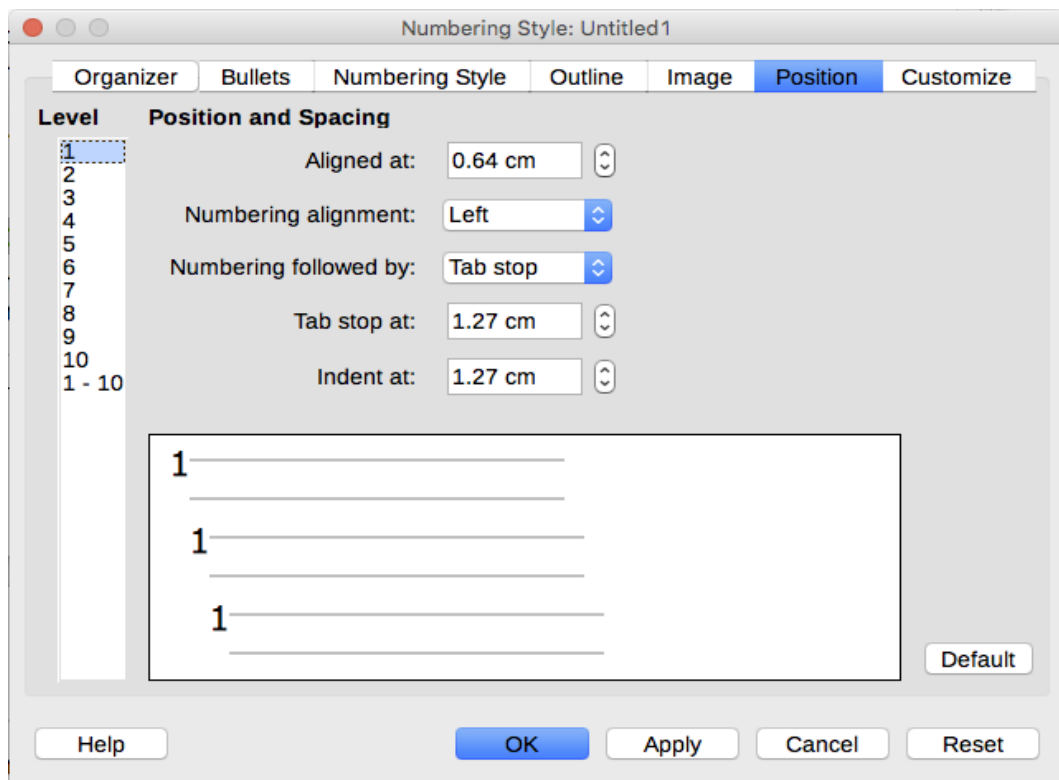 Numbering Style: Untitled1
Organizer Bullets Numbering Style Outline Image Position Customize
Level Position and Spacing
1
2
3
4
5
6
7
8
9
10
1 - 10
Aligned at: 0.64 cm
Numbering alignment: Left
Numbering followed by: Tab stop
Tab stop at: 1.27 cm
Indent at: 1.27 cm
1
1
1
Default
Help OK Apply Cancel Reset